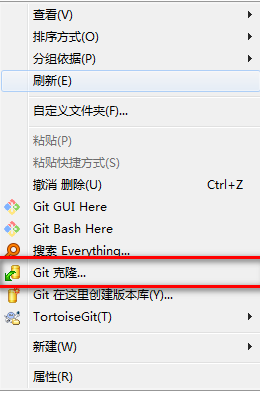 查看(V)
排序方式(O)
分组依据(P)
刷新(E)
自定义文件夹(F)...
粘贴(P)
粘贴快捷方式(S)
撤消 删除(U) Ctrl+Z
Git GUI Here
Git Bash Here
搜索 Everything...
Git 克隆...
Git 在这里创建版本库(Y)...
TortoiseGit(T)
新建(W)
属性(R)